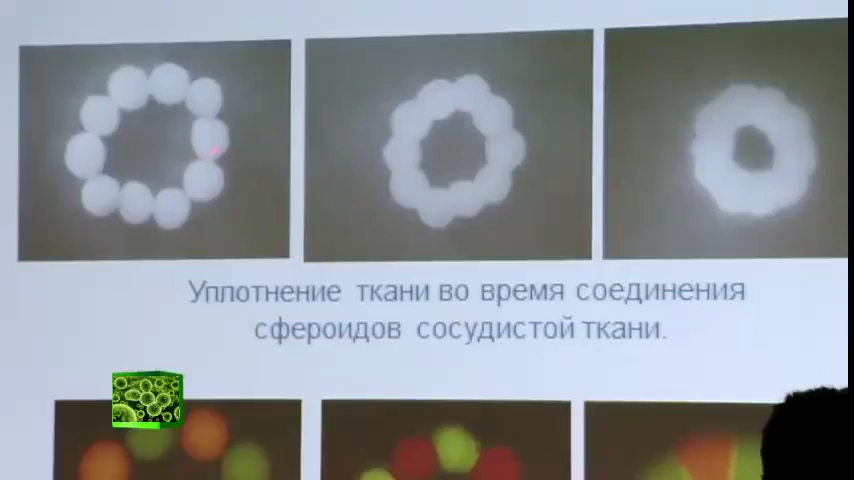 Уплотнение ткани во время соединения
сфероидов сосудистой ткани.